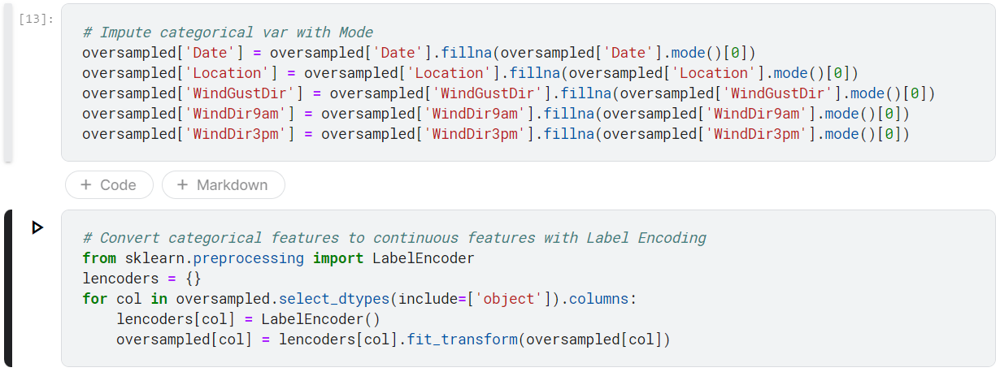 [13]:
# Impute categorical var with Mode
oversampled['Date'] = oversampled['Date'].fillna(oversampled['Date'].mode()[0])
oversampled['Location'] = oversampled['Location'].fillna(oversampled['Location'].mode()[0])
oversampled['WindGustDir'] = oversampled['WindGustDir'].fillna(oversampled['WindGustDir'].mode()[0])
oversampled['WindDir9am'] = oversampled['WindDir9am'].fillna(oversampled['WindDir9am'].mode()[0])
oversampled['WindDir3pm'] = oversampled['WindDir3pm'].fillna(oversampled['WindDir3pm'].mode()[0])
+ Code + Markdown
# Convert categorical features to continuous features with Label Encoding
from sklearn.preprocessing import LabelEncoder
lencoders = {}
for col in oversampled.select_dtypes(include=['object']).columns:
    lencoders[col] = LabelEncoder()
    oversampled[col] = lencoders[col].fit_transform(oversampled[col])